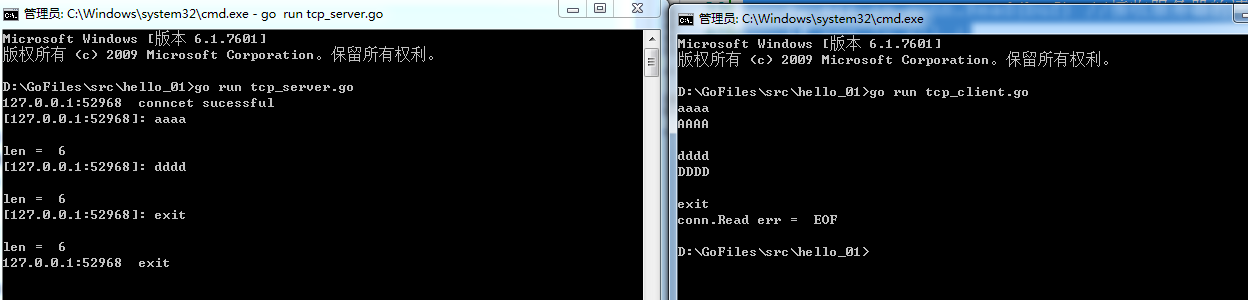 管理员: C:\Windows\system32\cmd.exe - go  run tcp_server.go
Microsoft Windows [版本 6.1.7601]
版权所有 (c) 2009 Microsoft Corporation。保留所有权利。
D:\GoFiles\src\hello_01>go run tcp_server.go
127.0.0.1:52968  conncet sucessful
[127.0.0.1:52968]: aaaa
len =  6
[127.0.0.1:52968]: dddd
len =  6
[127.0.0.1:52968]: exit
len =  6
127.0.0.1:52968  exit
管理员: C:\Windows\system32\cmd.exe
Microsoft Windows [版本 6.1.7601]
版权所有 (c) 2009 Microsoft Corporation。保留所有权利。
D:\GoFiles\src\hello_01>go run tcp_client.go
aaaa
AAAA
dddd
DDDD
exit
conn.Read err =  EOF
D:\GoFiles\src\hello_01>